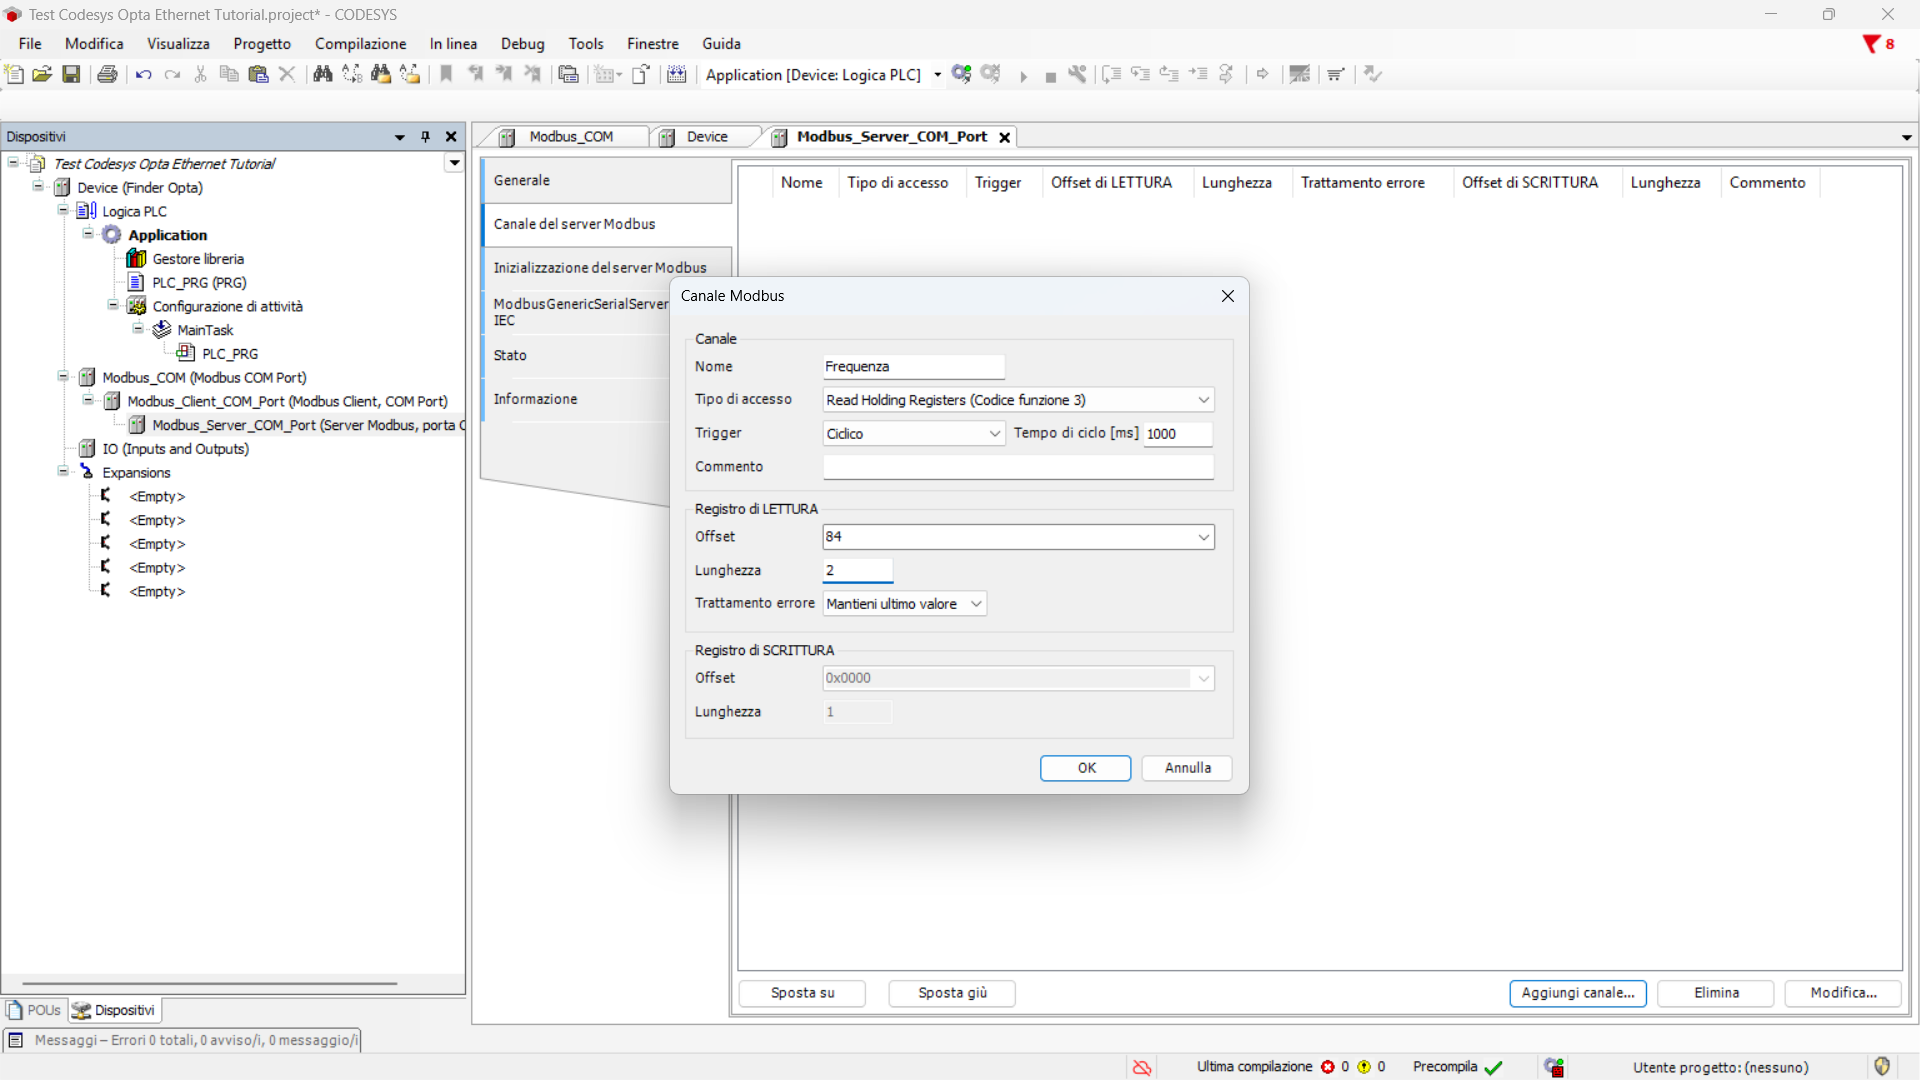 Test Codesys Opta Ethernet Tutorial.project* - CODESYS
File Modifica Visualizza Progetto Compilazione In linea Debug Tools Finestre Guida
8
Application [Device: Logica PLC]
Dispositivi
Test Codesys Opta Ethernet Tutorial
Device (Finder Opta)
Logica PLC
Application
Gestore libreria
PLC_PRG (PRG)
Configurazione di attività
MainTask
PLC_PRG
Modbus_COM (Modbus COM Port)
Modbus_Client_COM_Port (Modbus Client, COM Port)
Modbus_Server_COM_Port (Server Modbus, porta C
IO (Inputs and Outputs)
Expansions
<Empty>
<Empty>
<Empty>
<Empty>
<Empty>
POUs Dispositivi
Modbus_COM Device Modbus_Server_COM_Port
Generale
Canale del server Modbus
Inizializzazione del server Modbus
ModbusGenericSerialServer
IEC
Stato
Informazione
Nome Tipo di accesso Trigger Offset di LETTURA Lunghezza Trattamento errore Offset di SCRITTURA Lunghezza Commento
Canale Modbus
Canale
Nome Frequenza
Tipo di accesso Read Holding Registers (Codice funzione 3)
Trigger Ciclico Tempo di ciclo [ms] 1000
Commento
Registro di LETTURA
Offset 84
Lunghezza 2
Trattamento errore Mantieni ultimo valore
Registro di SCRITTURA
Offset 0x0000
Lunghezza 1
OK Annulla
Sposta su Sposta giù Aggiungi canale... Elimina Modifica...
Messaggi – Errori 0 totali, 0 avviso/i, 0 messaggio/i
Ultima compilazione 0 0 Precompila Utente progetto: (nessuno)